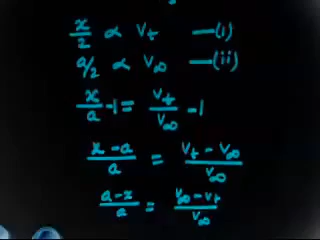 x/2 ∝ V_t —(i)
a/2 ∝ V_∞ —(ii)
x/a - 1 = V_t/V_∞ - 1
(x - a)/a = (V_t - V_∞)/V_∞
(a - x)/a = (V_∞ - V_t)/V_∞